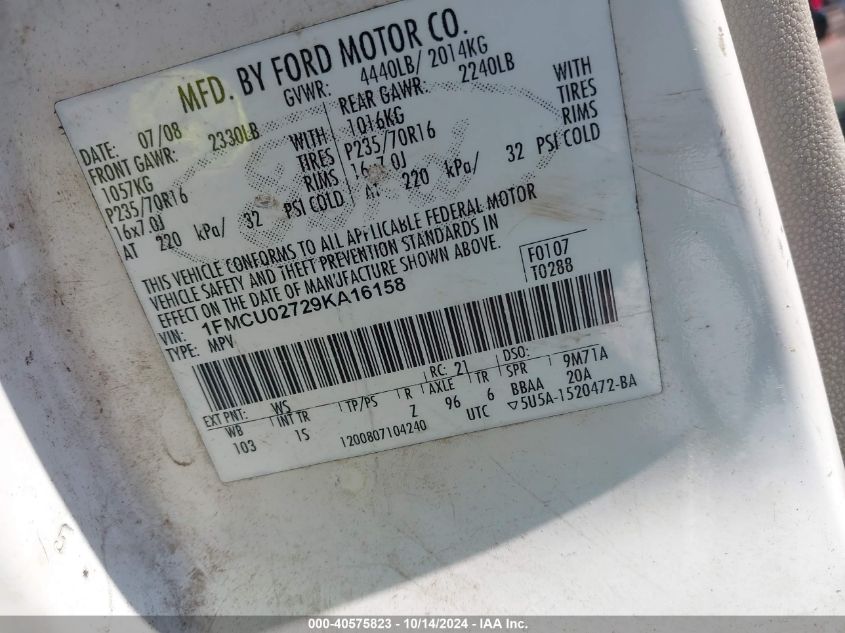 MFD. BY FORD MOTOR CO.
DATE: 07/08 GVWR: 4440LB/ 2014KG
FRONT GAWR: 2330LB REAR GAWR: 2240LB
1057KG WITH 1016KG WITH
P235/70R16 TIRES P235/70R16 TIRES
16x7.0J RIMS 16x7.0J RIMS
AT 220 kPa/ 32 PSI COLD AT 220 kPa/ 32 PSI COLD
THIS VEHICLE CONFORMS TO ALL APPLICABLE FEDERAL MOTOR
VEHICLE SAFETY AND THEFT PREVENTION STANDARDS IN
EFFECT ON THE DATE OF MANUFACTURE SHOWN ABOVE.
VIN: 1FMCU02729KA16158 F0107
TYPE: MPV T0288
EXT PNT: WS RC: 21 DSO:
WB INT TR TP/PS R AXLE TR SPR 9M71A
103 IS Z 96 6 BBAA 20A
1200807104240 UTC ▽5U5A-1520472-BA
000-40575823 - 10/14/2024 - IAA Inc.